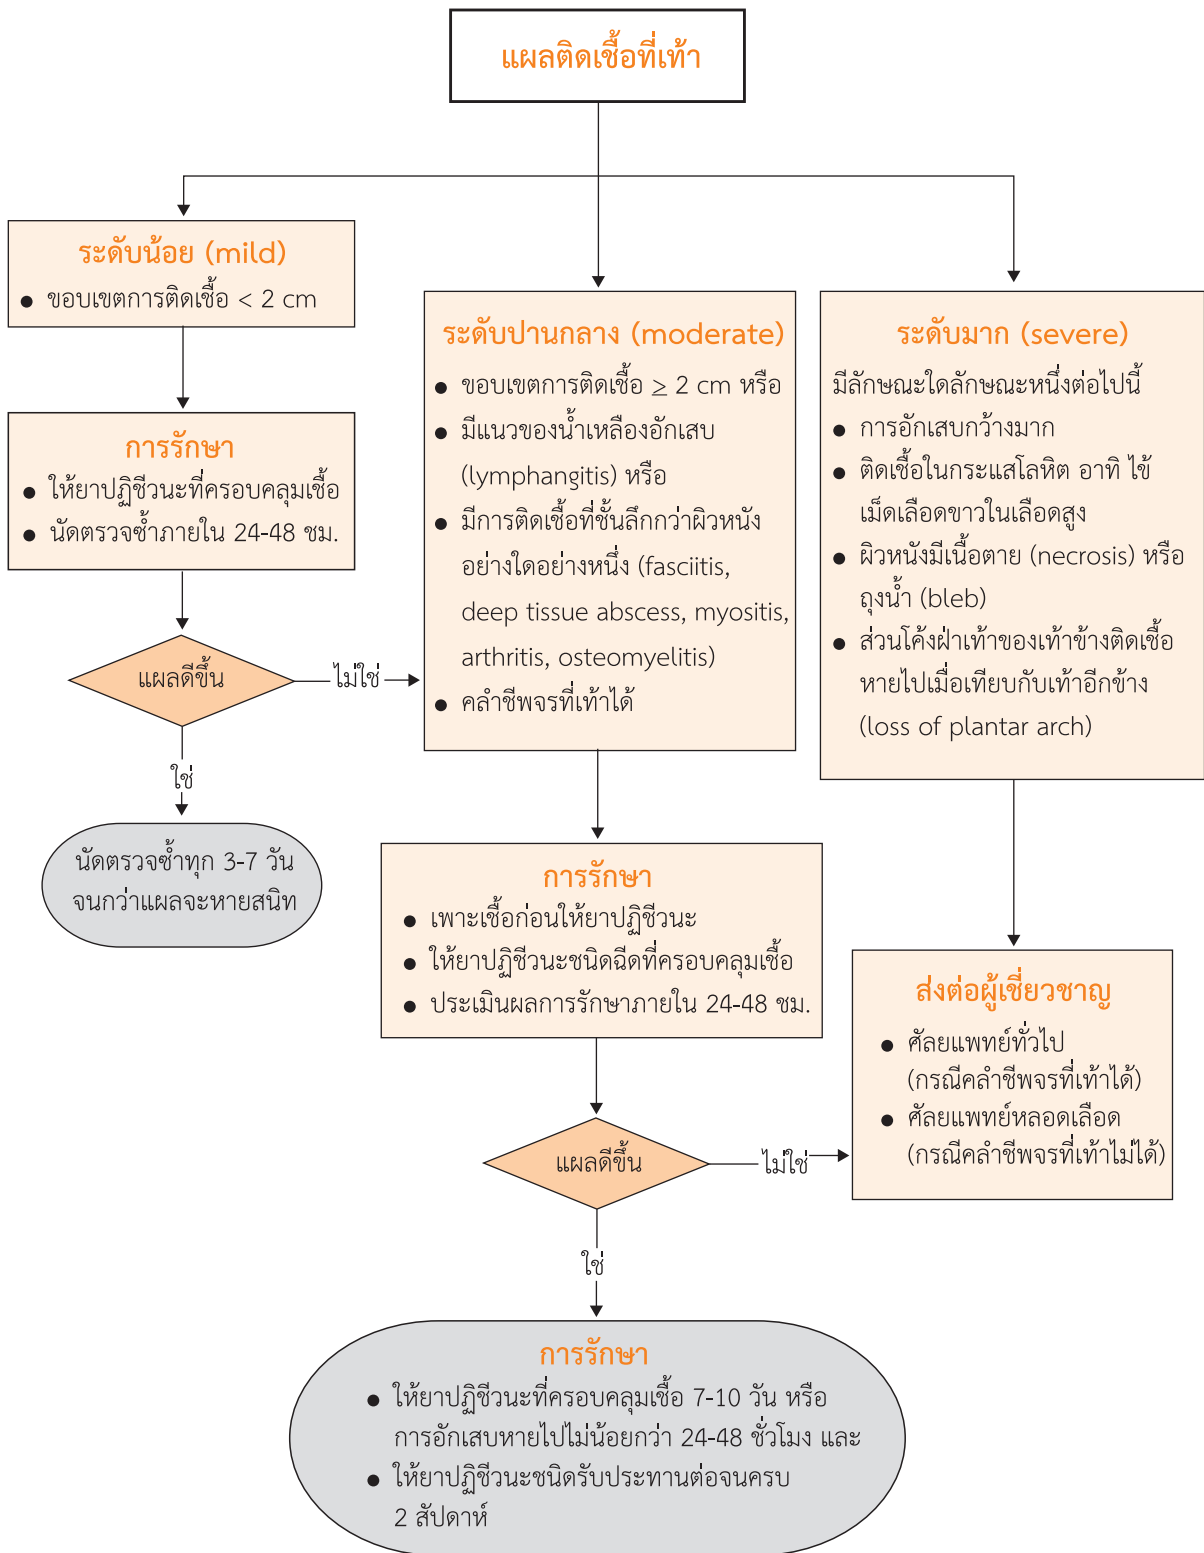 แผลติดเชื้อที่เท้า
ระดับน้อย (mild)
● ขอบเขตการติดเชื้อ < 2 cm
การรักษา
● ให้ยาปฏิชีวนะที่ครอบคลุมเชื้อ
● นัดตรวจซ้ำภายใน 24-48 ชม.
แผลดีขึ้น
ไม่ใช่
ใช่
นัดตรวจซ้ำทุก 3-7 วัน
จนกว่าแผลจะหายสนิท
ระดับปานกลาง (moderate)
● ขอบเขตการติดเชื้อ ≥ 2 cm หรือ
● มีแนวของน้ำเหลืองอักเสบ
(lymphangitis) หรือ
● มีการติดเชื้อที่ชั้นลึกกว่าผิวหนัง
อย่างใดอย่างหนึ่ง (fasciitis,
deep tissue abscess, myositis,
arthritis, osteomyelitis)
● คลำชีพจรที่เท้าได้
การรักษา
● เพาะเชื้อก่อนให้ยาปฏิชีวนะ
● ให้ยาปฏิชีวนะชนิดฉีดที่ครอบคลุมเชื้อ
● ประเมินผลการรักษาภายใน 24-48 ชม.
แผลดีขึ้น
ไม่ใช่
ใช่
การรักษา
● ให้ยาปฏิชีวนะที่ครอบคลุมเชื้อ 7-10 วัน หรือ
การอักเสบหายไปไม่น้อยกว่า 24-48 ชั่วโมง และ
● ให้ยาปฏิชีวนะชนิดรับประทานต่อจนครบ
2 สัปดาห์
ระดับมาก (severe)
มีลักษณะใดลักษณะหนึ่งต่อไปนี้
● การอักเสบกว้างมาก
● ติดเชื้อในกระแสโลหิต อาทิ ไข้
เม็ดเลือดขาวในเลือดสูง
● ผิวหนังมีเนื้อตาย (necrosis) หรือ
ถุงน้ำ (bleb)
● ส่วนโค้งฝ่าเท้าของเท้าข้างติดเชื้อ
หายไปเมื่อเทียบกับเท้าอีกข้าง
(loss of plantar arch)
ส่งต่อผู้เชี่ยวชาญ
● ศัลยแพทย์ทั่วไป
(กรณีคลำชีพจรที่เท้าได้)
● ศัลยแพทย์หลอดเลือด
(กรณีคลำชีพจรที่เท้าไม่ได้)